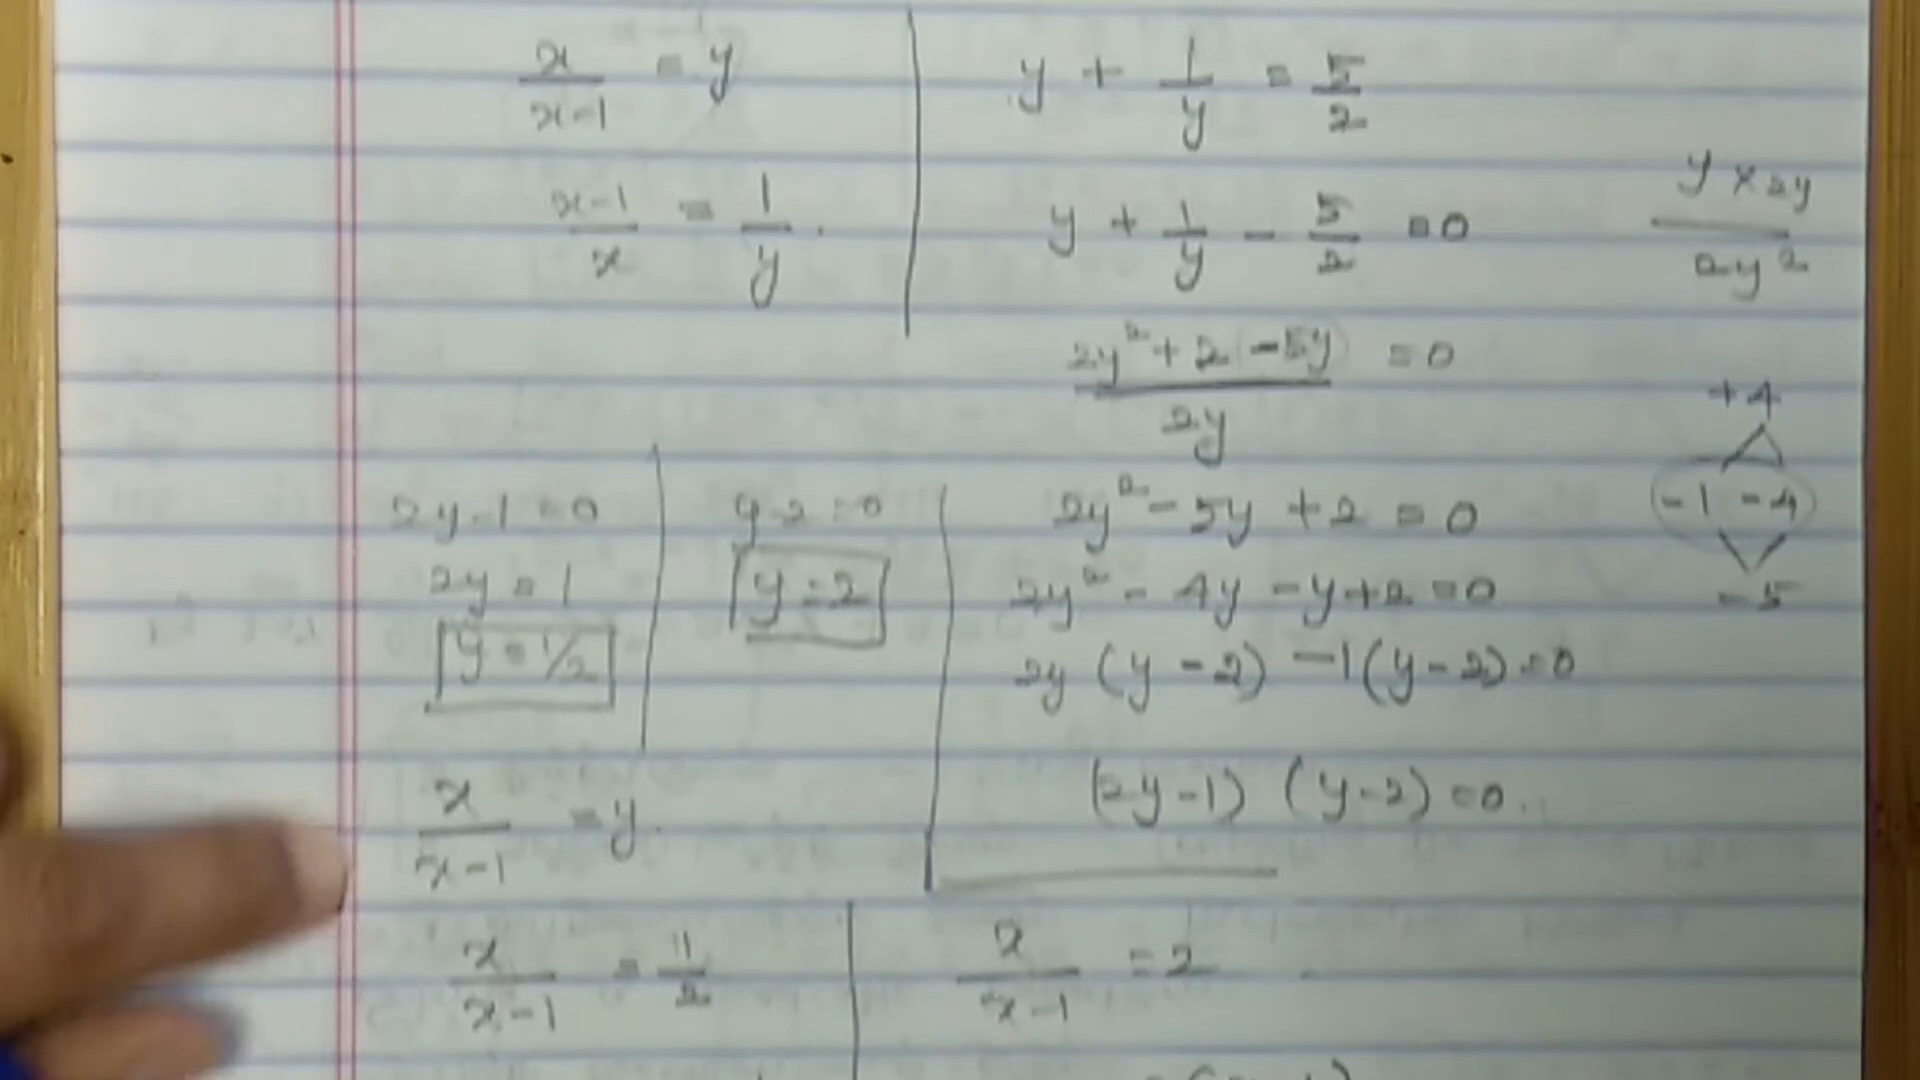 x/(x-1) = y
(x-1)/x = 1/y.
y + 1/y = 5/2
y + 1/y - 5/2 = 0
(2y² + 2 - 5y)/2y = 0
y × 2y
2y²
+4
-1 -4
-5
2y² - 5y + 2 = 0
2y² - 4y - y + 2 = 0
2y (y - 2) - 1 (y - 2) = 0
(2y - 1) (y - 2) = 0.
2y - 1 = 0
2y = 1
y = 1/2
y - 2 = 0
y = 2
x/(x-1) = y.
x/(x-1) = 11/2
x/(x-1) = 2